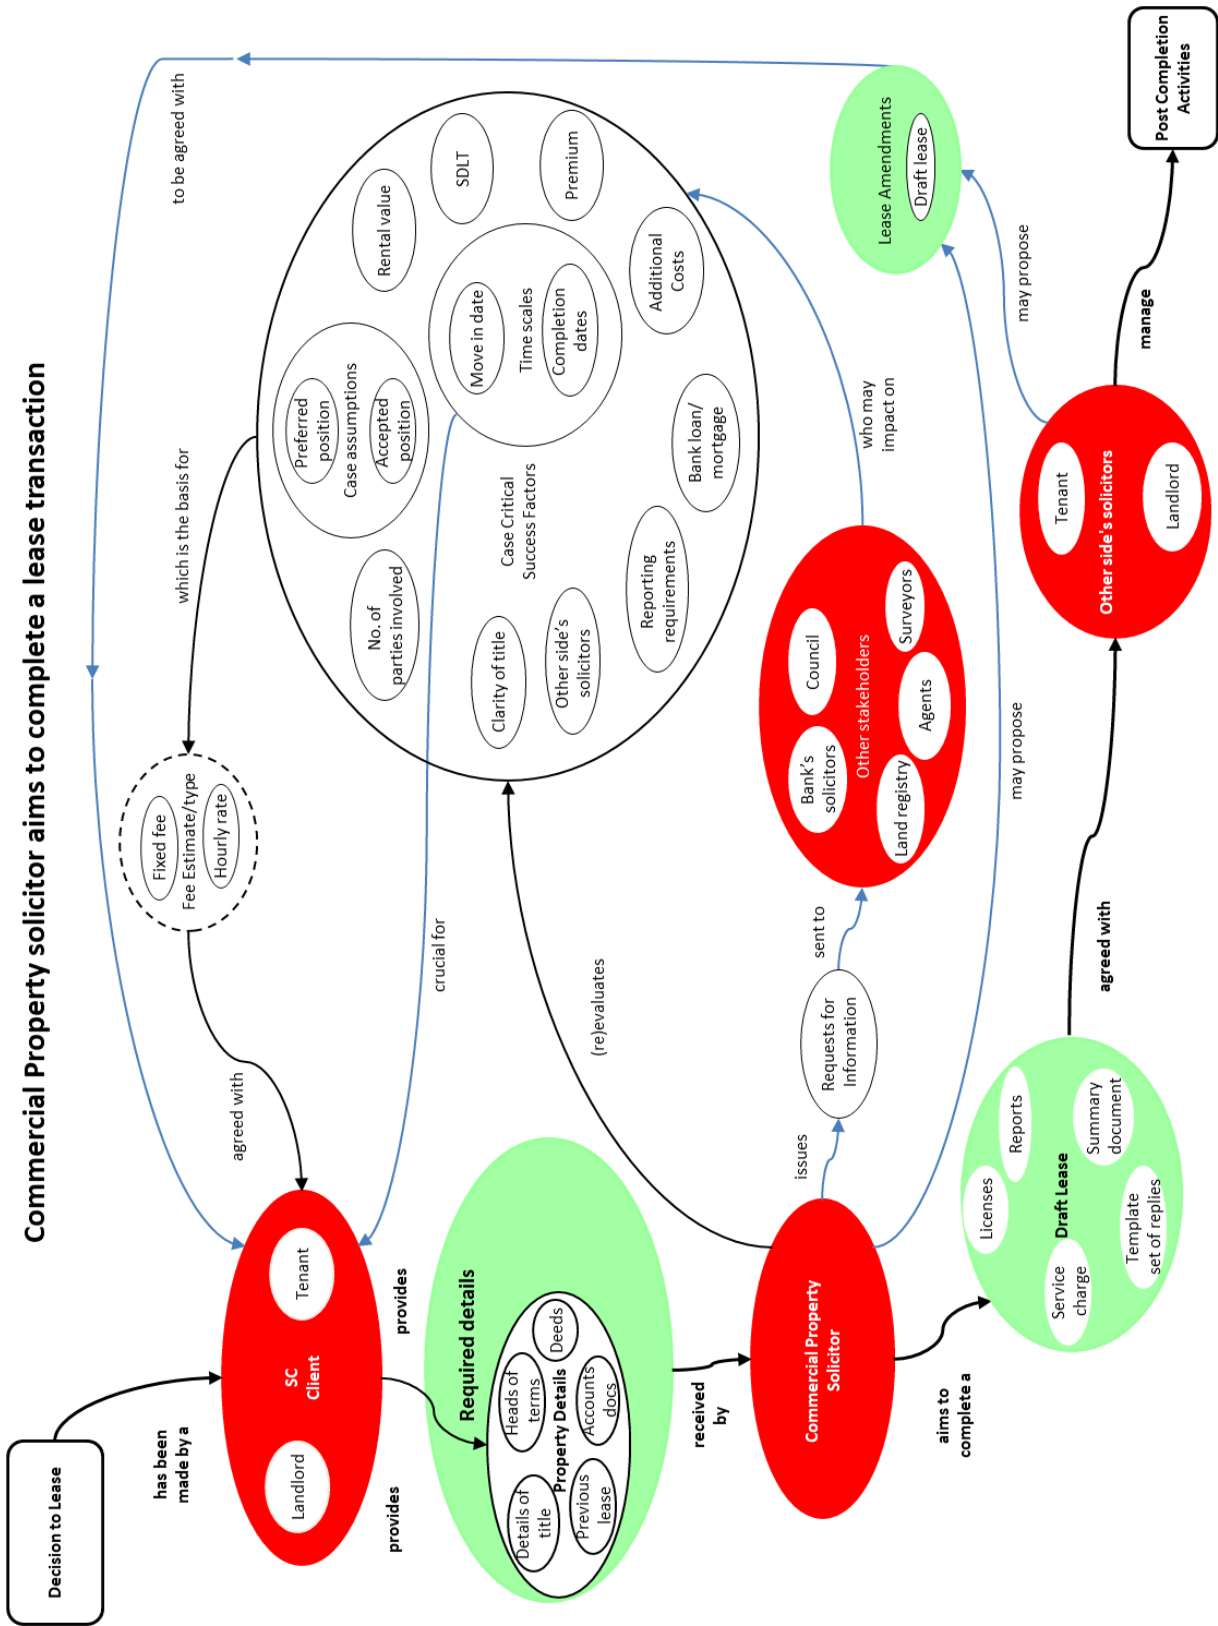 Commercial Property solicitor aims to complete a lease transaction
to be agreed with
which is the basis for
Decision to Lease
has been
made by a
agreed with
Fixed fee
Fee Estimate/type
Hourly rate
Landlord
SC
Client
Tenant
provides
provides
crucial for
No. of
parties involved
Preferred
position
Case assumptions
Accepted
position
Rental value
SDLT
Premium
Move in date
Time scales
Completion
dates
Case Critical
Success Factors
Clarity of title
Other side's
solicitors
Reporting
requirements
Bank loan/
mortgage
Additional
Costs
Required details
Details of
title
Heads of
terms
Deeds
Property Details
Previous
lease
Accounts
docs
(re)evaluates
received
by
Commercial Property
Solicitor
issues
Requests for
Information
sent to
Bank's
solicitors
Council
Other stakeholders
Land registry
Agents
Surveyors
who may
impact on
Lease Amendments
Draft lease
may propose
may propose
aims to
complete a
Licenses
Reports
Draft Lease
Service
charge
Summary
document
Template
set of replies
agreed with
Tenant
Other side's solicitors
Landlord
manage
Post Completion
Activities